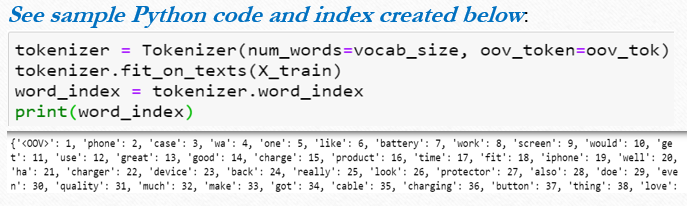 See sample Python code and index created below:
tokenizer = Tokenizer(num_words=vocab_size, oov_token=oov_tok)
tokenizer.fit_on_texts(X_train)
word_index = tokenizer.word_index
print(word_index)
{'<OOV>': 1, 'phone': 2, 'case': 3, 'wa': 4, 'one': 5, 'like': 6, 'battery': 7, 'work': 8, 'screen': 9, 'would': 10, 'ge
t': 11, 'use': 12, 'great': 13, 'good': 14, 'charge': 15, 'product': 16, 'time': 17, 'fit': 18, 'iphone': 19, 'well': 20,
'ha': 21, 'charger': 22, 'device': 23, 'back': 24, 'really': 25, 'look': 26, 'protector': 27, 'also': 28, 'doe': 29, 'eve
n': 30, 'quality': 31, 'much': 32, 'make': 33, 'got': 34, 'cable': 35, 'charging': 36, 'button': 37, 'thing': 38, 'love':